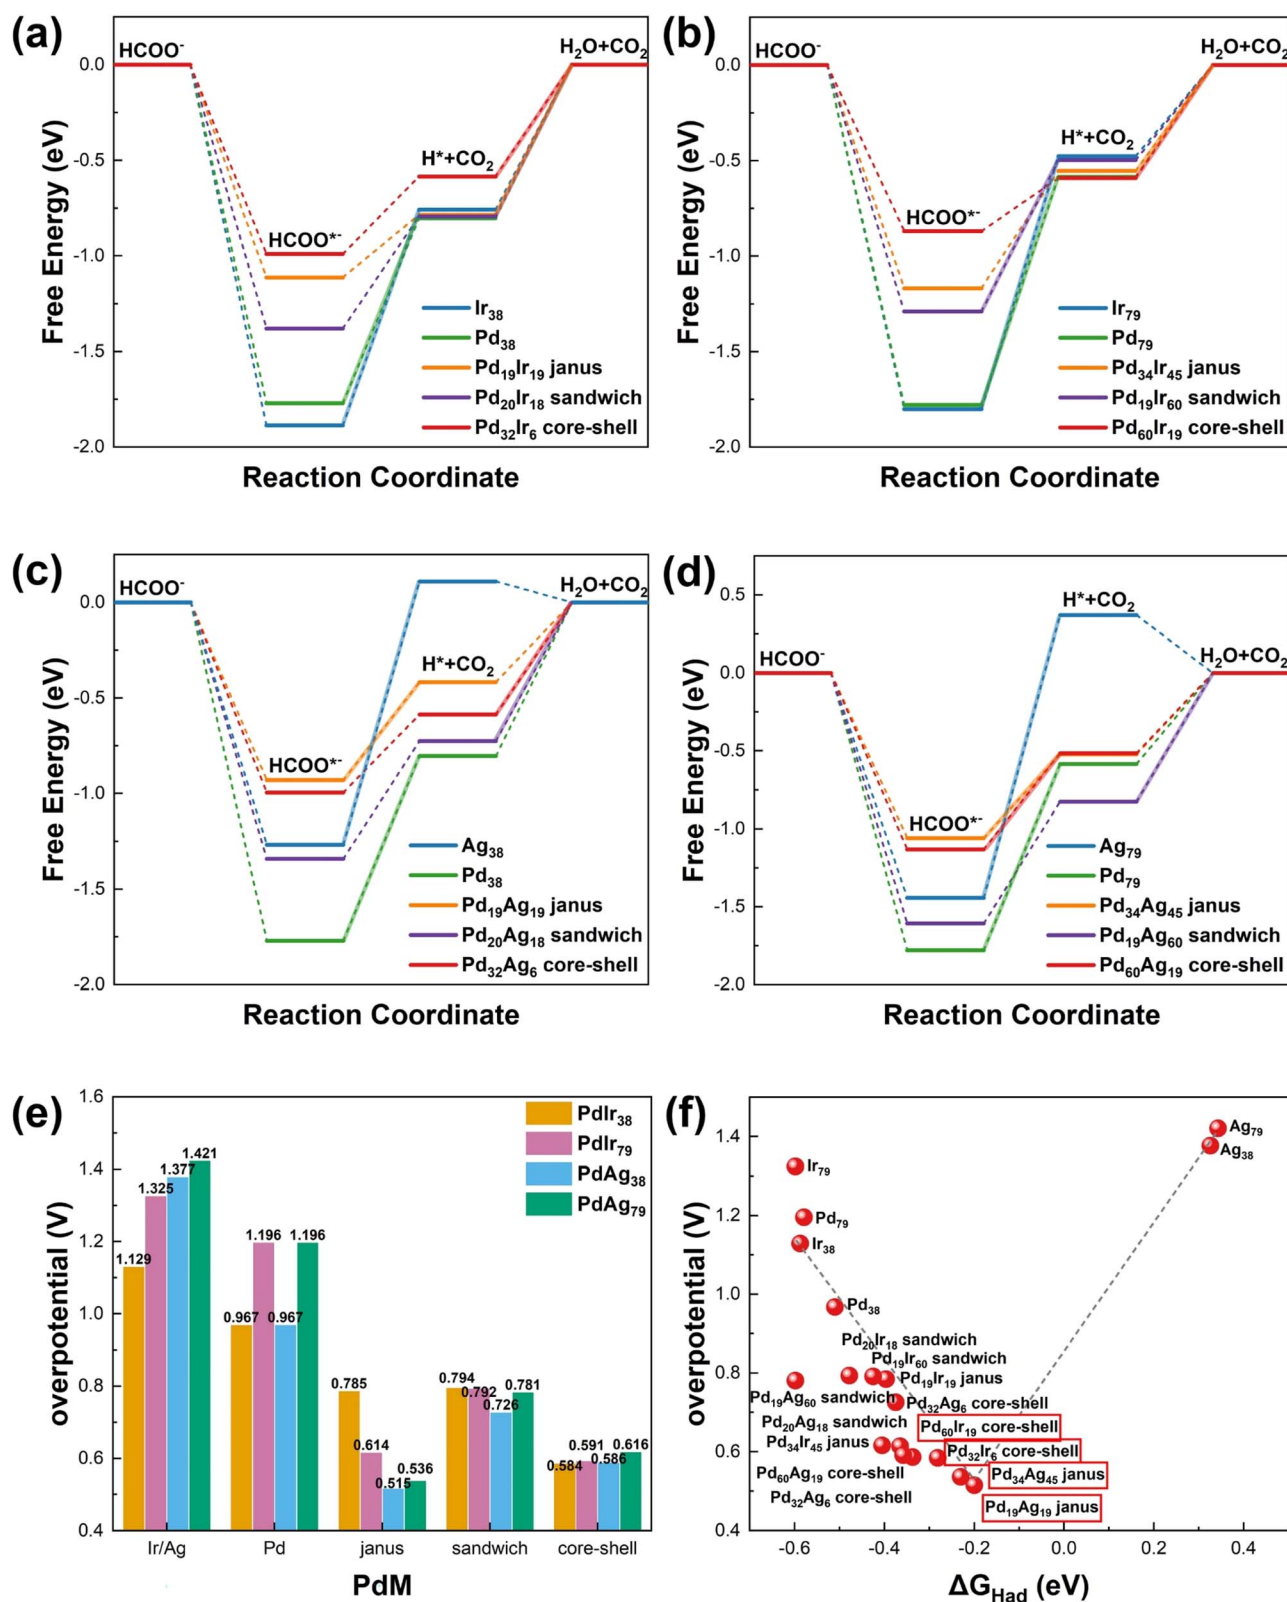 (a)
HCOO⁻
H₂O+CO₂
0.0
H*+CO₂
-0.5
HCOO*⁻
-1.0
-1.5
-2.0
Free Energy (eV)
Ir₃₈
Pd₃₈
Pd₁₉Ir₁₉ janus
Pd₂₀Ir₁₈ sandwich
Pd₃₂Ir₆ core-shell
Reaction Coordinate
(b)
HCOO⁻
H₂O+CO₂
0.0
H*+CO₂
-0.5
HCOO*⁻
-1.0
-1.5
-2.0
Free Energy (eV)
Ir₇₉
Pd₇₉
Pd₃₄Ir₄₅ janus
Pd₁₉Ir₆₀ sandwich
Pd₆₀Ir₁₉ core-shell
Reaction Coordinate
(c)
HCOO⁻
H₂O+CO₂
0.0
H*+CO₂
-0.5
HCOO*⁻
-1.0
-1.5
-2.0
Free Energy (eV)
Ag₃₈
Pd₃₈
Pd₁₉Ag₁₉ janus
Pd₂₀Ag₁₈ sandwich
Pd₃₂Ag₆ core-shell
Reaction Coordinate
(d)
0.5
H*+CO₂
HCOO⁻
H₂O+CO₂
0.0
-0.5
HCOO*⁻
-1.0
-1.5
-2.0
Free Energy (eV)
Ag₇₉
Pd₇₉
Pd₃₄Ag₄₅ janus
Pd₁₉Ag₆₀ sandwich
Pd₆₀Ag₁₉ core-shell
Reaction Coordinate
(e)
1.6
1.4
1.2
1.0
0.8
0.6
0.4
overpotential (V)
PdIr₃₈
PdIr₇₉
PdAg₃₈
PdAg₇₉
1.129
1.325
1.377
1.421
0.967
1.196
0.967
1.196
0.785
0.614
0.515
0.536
0.794
0.792
0.726
0.781
0.584
0.591
0.586
0.616
Ir/Ag
Pd
janus
sandwich
core-shell
PdM
(f)
1.4
1.2
1.0
0.8
0.6
0.4
overpotential (V)
Ag₇₉
Ag₃₈
Ir₇₉
Pd₇₉
Ir₃₈
Pd₃₈
Pd₂₀Ir₁₈ sandwich
Pd₁₉Ir₆₀ sandwich
Pd₁₉Ir₁₉ janus
Pd₁₉Ag₆₀ sandwich
Pd₃₂Ag₆ core-shell
Pd₂₀Ag₁₈ sandwich
Pd₆₀Ir₁₉ core-shell
Pd₃₄Ir₄₅ janus
Pd₃₂Ir₆ core-shell
Pd₆₀Ag₁₉ core-shell
Pd₃₄Ag₄₅ janus
Pd₃₂Ag₆ core-shell
Pd₁₉Ag₁₉ janus
-0.6
-0.4
-0.2
0.0
0.2
0.4
ΔG_Had (eV)